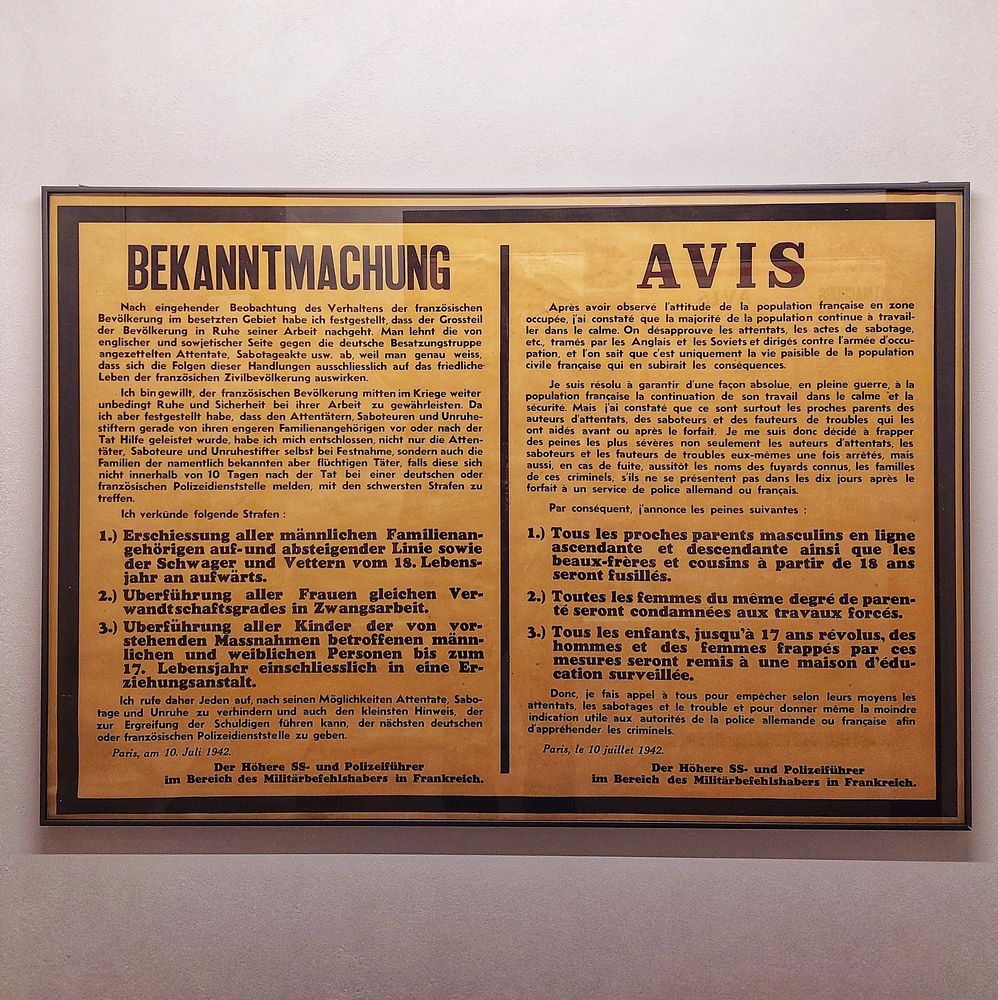 BEKANNTMACHUNG
Nach eingehender Beobachtung des Verhaltens der französischen
Bevölkerung im besetzten Gebiet habe ich festgestellt, dass der Grossteil
der Bevölkerung in Ruhe seiner Arbeit nachgeht. Man lehnt die von
englischer und sowjetischer Seite gegen die deutsche Besatzungstruppe
angezettelten Attentate, Sabotageakte usw. ab, weil man genau weiss,
dass sich die Folgen dieser Handlungen ausschliesslich auf das friedliche
Leben der französichen Zivilbevölkerung auswirken.
Ich bin gewillt, der französischen Bevölkerung mitten im Kriege weiter
unbedingt Ruhe und Sicherheit bei ihrer Arbeit zu gewährleisten. Da
ich aber festgestellt habe, dass den Attentätern, Saboteuren und Unruhe-
stiftern gerade von ihren engeren Familienangehörigen vor oder nach der
Tat Hilfe geleistet wurde, habe ich mich entschlossen, nicht nur die Atten-
täter, Saboteure und Unruhestifter selbst bei Festnahme, sondern auch die
Familien der namentlich bekannten aber flüchtigen Täter, falls diese sich
nicht innerhalb von 10 Tagen nach der Tat bei einer deutschen oder
französischen Polizeidienststelle melden, mit den schwersten Strafen zu
treffen.
Ich verkünde folgende Strafen :
1.) Erschiessung aller männlichen Familienan-
gehörigen auf- und absteigender Linie sowie
der Schwager und Vettern vom 18. Lebens-
jahr an aufwärts.
2.) Uberführung aller Frauen gleichen Ver-
wandtschaftsgrades in Zwangsarbeit.
3.) Uberführung aller Kinder der von vor-
stehenden Massnahmen betroffenen männ-
lichen und weiblichen Personen bis zum
17. Lebensjahr einschliesslich in eine Er-
ziehungsanstalt.
Ich rufe daher Jeden auf, nach seinen Möglichkeiten Attentate, Sabo-
tage und Unruhe zu verhindern und auch den kleinsten Hinweis, der
zur Ergreifung der Schuldigen führen kann, der nächsten deutschen
oder französischen Polizeidienststelle zu geben.
Paris, am 10. Juli 1942.
Der Höhere SS- und Polizeiführer
im Bereich des Militärbefehlshabers in Frankreich.
AVIS
Après avoir observé l'attitude de la population française en zone
occupée, j'ai constaté que la majorité de la population continue à travail-
ler dans le calme. On désapprouve les attentats, les actes de sabotage,
etc., tramés par les Anglais et les Soviets et dirigés contre l'armée d'occu-
pation, et l'on sait que c'est uniquement la vie paisible de la population
civile française qui en subirait les conséquences.
Je suis résolu à garantir d'une façon absolue, en pleine guerre, à la
population française la continuation de son travail dans le calme et la
sécurité. Mais j'ai constaté que ce sont surtout les proches parents des
auteurs d'attentats, des saboteurs et des fauteurs de troubles qui les
ont aidés avant ou après le forfait. Je me suis donc décidé à frapper
des peines les plus sévères non seulement les auteurs d'attentats, les
saboteurs et les fauteurs de troubles eux-mêmes une fois arrêtés, mais
aussi, en cas de fuite, aussitôt les noms des fuyards connus, les familles
de ces criminels, s'ils ne se présentent pas dans les dix jours après le
forfait à un service de police allemand ou français.
Par conséquent, j'annonce les peines suivantes :
1.) Tous les proches parents masculins en ligne
ascendante et descendante ainsi que les
beaux-frères et cousins à partir de 18 ans
seront fusillés.
2.) Toutes les femmes du même degré de paren-
té seront condamnées aux travaux forcés.
3.) Tous les enfants, jusqu'à 17 ans révolus, des
hommes et des femmes frappés par ces
mesures seront remis à une maison d'édu-
cation surveillée.
Donc, je fais appel à tous pour empêcher selon leurs moyens les
attentats, les sabotages et le trouble et pour donner même la moindre
indication utile aux autorités de la police allemande ou française afin
d'appréhender les criminels.
Paris, le 10 juillet 1942.
Der Höhere SS- und Polizeiführer
im Bereich des Militärbefehlshabers in Frankreich.